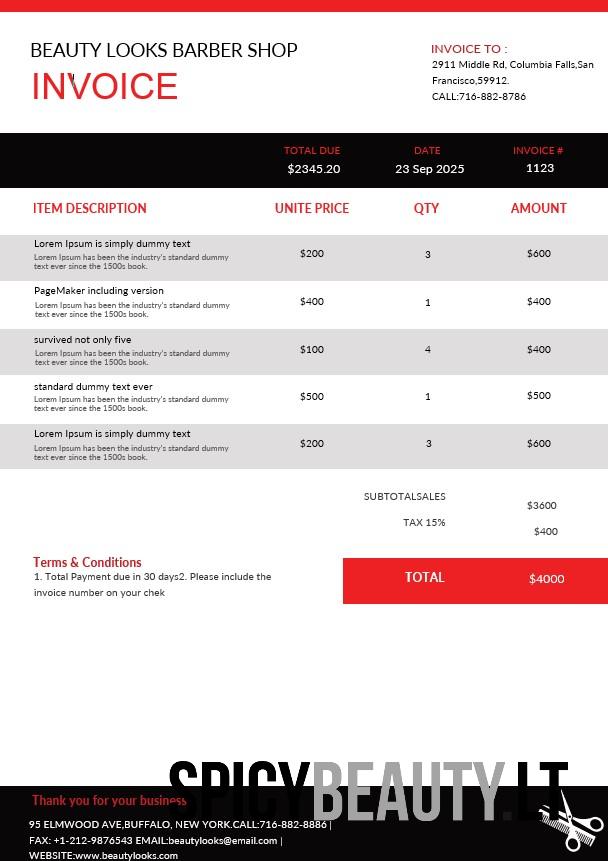 BEAUTY LOOKS BARBER SHOP
INVOICE
INVOICE TO :
2911 Middle Rd, Columbia Falls,San
Francisco,59912.
CALL:716-882-8786
TOTAL DUE DATE INVOICE #
$2345.20 23 Sep 2025 1123
ITEM DESCRIPTION UNITE PRICE QTY AMOUNT
Lorem Ipsum is simply dummy text
Lorem Ipsum has been the industry's standard dummy
text ever since the 1500s book.
$200 3 $600
PageMaker including version
Lorem Ipsum has been the industry's standard dummy
text ever since the 1500s book.
$400 1 $400
survived not only five
Lorem Ipsum has been the industry's standard dummy
text ever since the 1500s book.
$100 4 $400
standard dummy text ever
Lorem Ipsum has been the industry's standard dummy
text ever since the 1500s book.
$500 1 $500
Lorem Ipsum is simply dummy text
Lorem Ipsum has been the industry's standard dummy
text ever since the 1500s book.
$200 3 $600
SUBTOTALSALES $3600
TAX 15% $400
TOTAL $4000
Terms & Conditions
1. Total Payment due in 30 days2. Please include the
invoice number on your chek
SPICYBEAUTY.LT
Thank you for your business
95 ELMWOOD AVE,BUFFALO, NEW YORK.CALL:716-882-8886 |
FAX: +1-212-9876543 EMAIL:beautylooks@email.com |
WEBSITE:www.beautylooks.com